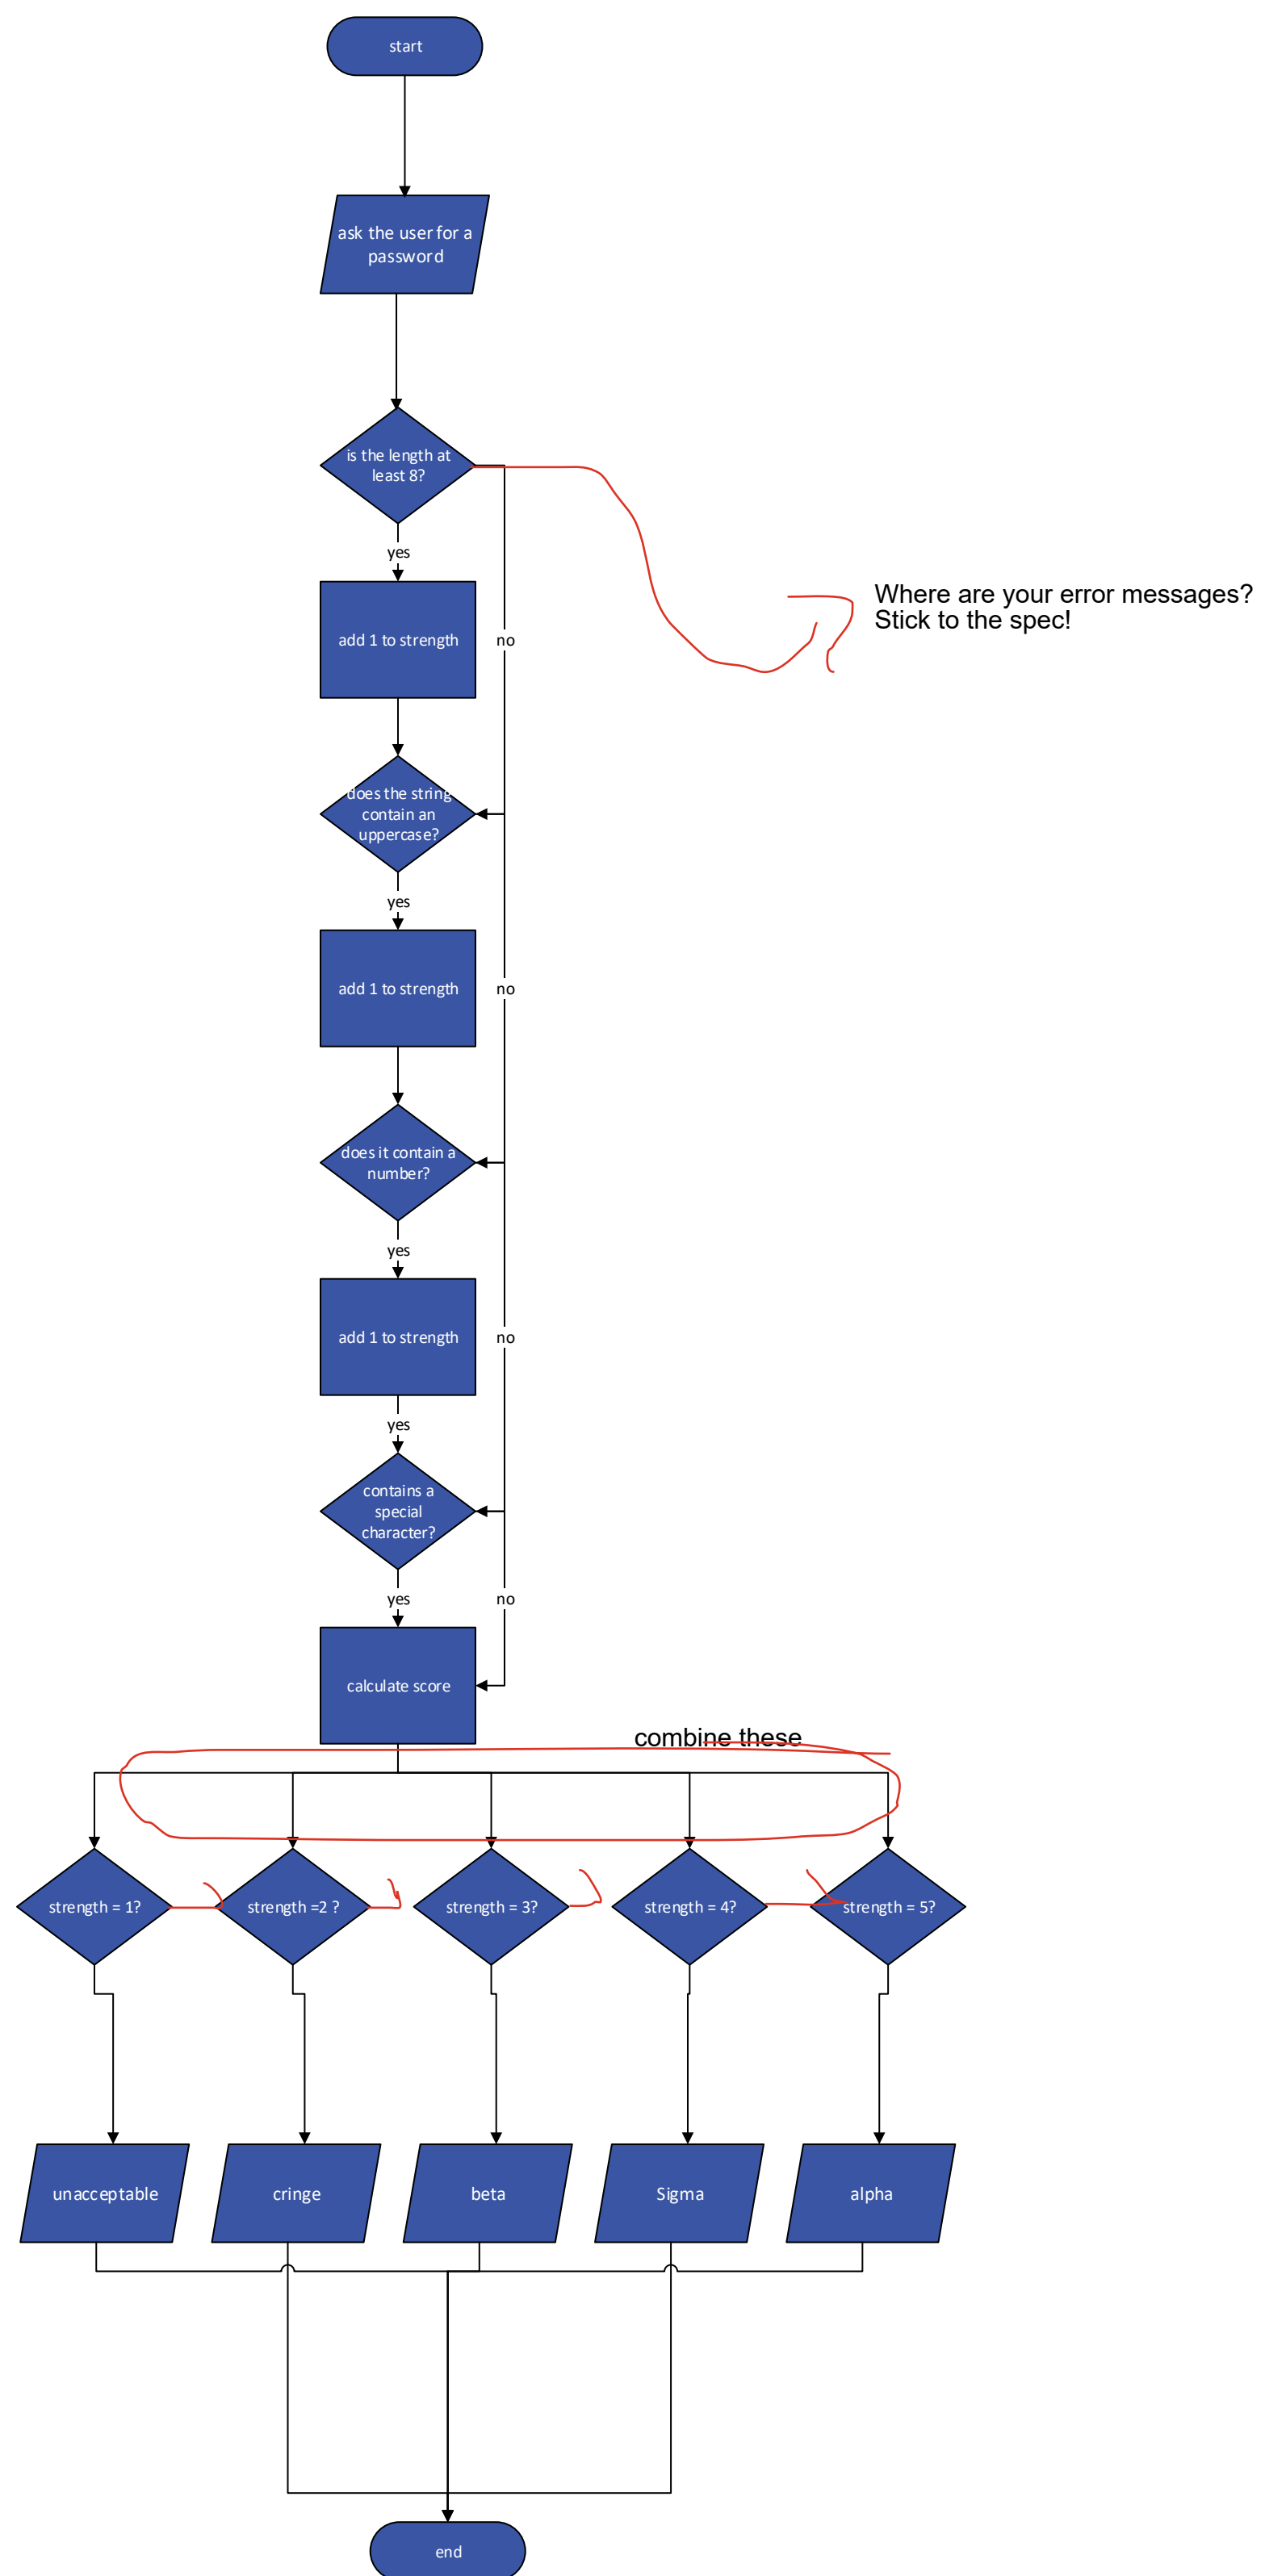 start
ask the user for a
password
is the length at
least 8?
yes
add 1 to strength
no
Where are your error messages?
Stick to the spec!
does the string
contain an
uppercase?
yes
add 1 to strength
no
does it contain a
number?
yes
add 1 to strength
no
yes
contains a
special
character?
yes
no
calculate score
combine these
strength = 1?
strength =2 ?
strength = 3?
strength = 4?
strength = 5?
unacceptable
cringe
beta
Sigma
alpha
end